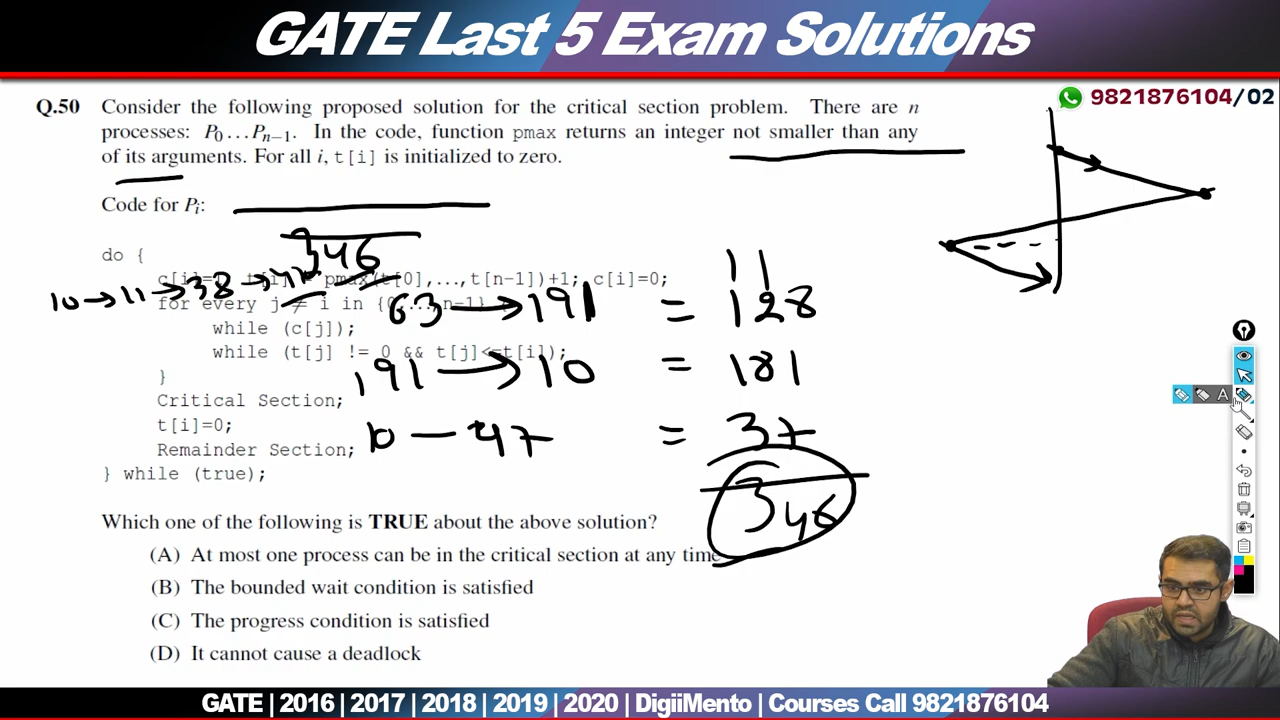 GATE Last 5 Exam Solutions
9821876104/02
Q.50 Consider the following proposed solution for the critical section problem. There are n
processes: P0...Pn−1. In the code, function pmax returns an integer not smaller than any
of its arguments. For all i, t[i] is initialized to zero.
Code for Pi:
346
do {
pmax(t[0],...,t[n-1])+1; c[i]=0;
10→11→38→47
for every j ≠ i in {0,...,n-1} {
63 → 191 = 128
while (c[j]);
while (t[j] != 0 && t[j]<=t[i]);
191 → 10 = 181
}
Critical Section;
t[i]=0;
10 — 47 = 37
Remainder Section;
} while (true);
346
Which one of the following is TRUE about the above solution?
(A) At most one process can be in the critical section at any time
(B) The bounded wait condition is satisfied
(C) The progress condition is satisfied
(D) It cannot cause a deadlock
GATE | 2016 | 2017 | 2018 | 2019 | 2020 | DigiiMento | Courses Call 9821876104